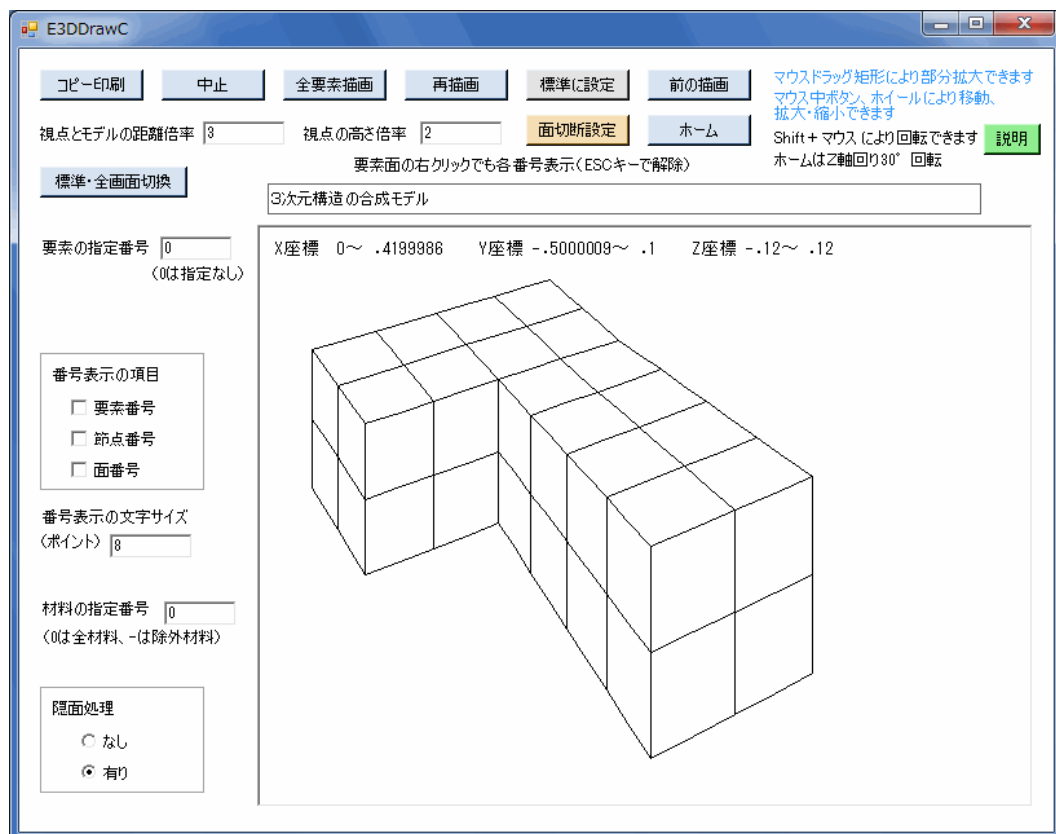 E3DDrawC
コピー印刷 中止 全要素描画 再描画 標準に設定 前の描画
マウスドラッグ矩形により部分拡大できます
マウス中ボタン、ホイールにより移動、
拡大・縮小できます
視点とモデルの距離倍率 3 視点の高さ倍率 2 面切断設定 ホーム
Shift+マウスにより回転できます 説明
ホームはZ軸回り30°回転
要素面の右クリックでも各番号表示(ESCキーで解除)
標準・全画面切換
3次元構造の合成モデル
要素の指定番号 0
(0は指定なし)
X座標 0~ .4199986 Y座標 -.5000009~ .1 Z座標 -.12~ .12
番号表示の項目
要素番号
節点番号
面番号
番号表示の文字サイズ
(ポイント) 8
材料の指定番号 0
(0は全材料、-は除外材料)
隠面処理
なし
有り